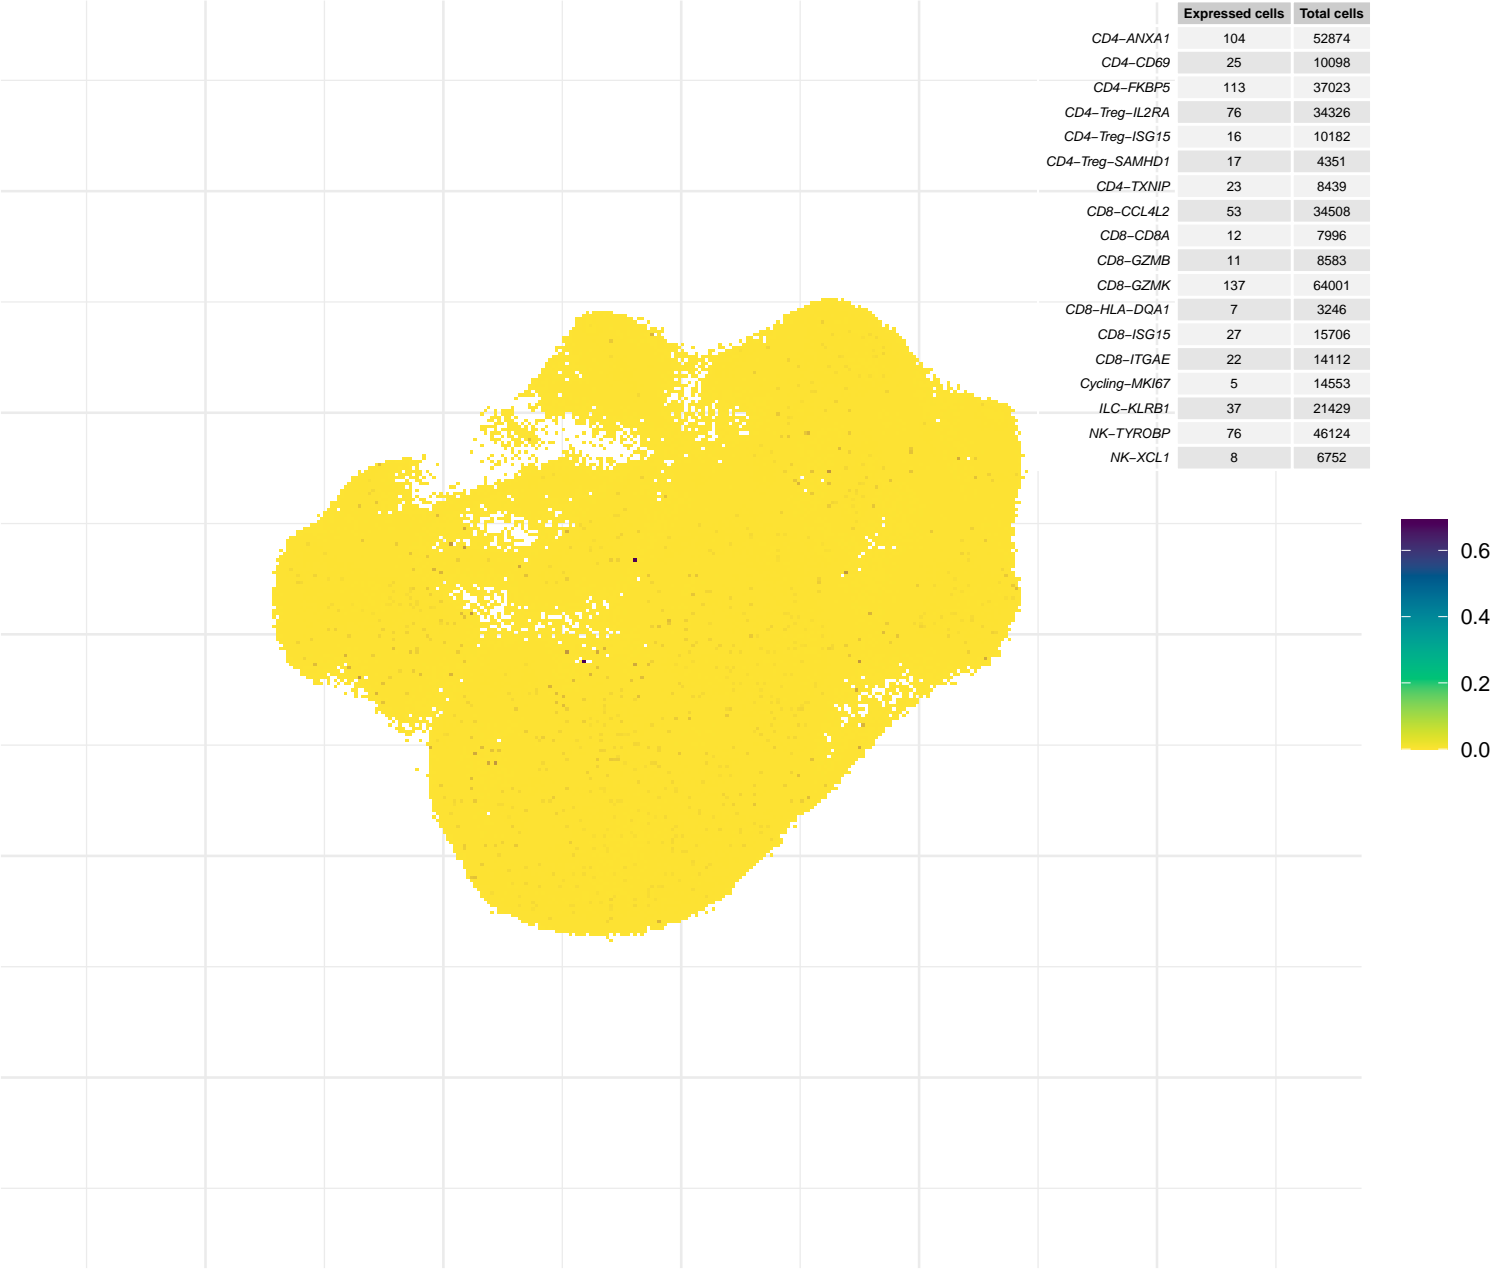 Expressed cells Total cells
CD4−ANXA1 104 52874
CD4−CD69 25 10098
CD4−FKBP5 113 37023
CD4−Treg−IL2RA 76 34326
CD4−Treg−ISG15 16 10182
CD4−Treg−SAMHD1 17 4351
CD4−TXNIP 23 8439
CD8−CCL4L2 53 34508
CD8−CD8A 12 7996
CD8−GZMB 11 8583
CD8−GZMK 137 64001
CD8−HLA−DQA1 7 3246
CD8−ISG15 27 15706
CD8−ITGAE 22 14112
Cycling−MKI67 5 14553
ILC−KLRB1 37 21429
NK−TYROBP 76 46124
NK−XCL1 8 6752
0.6
0.4
0.2
0.0